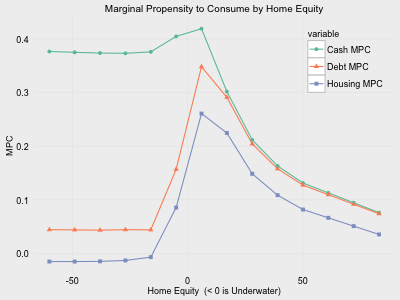 Marginal Propensity to Consume by Home Equity
variable
Cash MPC
Debt MPC
Housing MPC
MPC
0.4
0.3
0.2
0.1
0.0
-50
0
50
Home Equity (< 0 is Underwater)